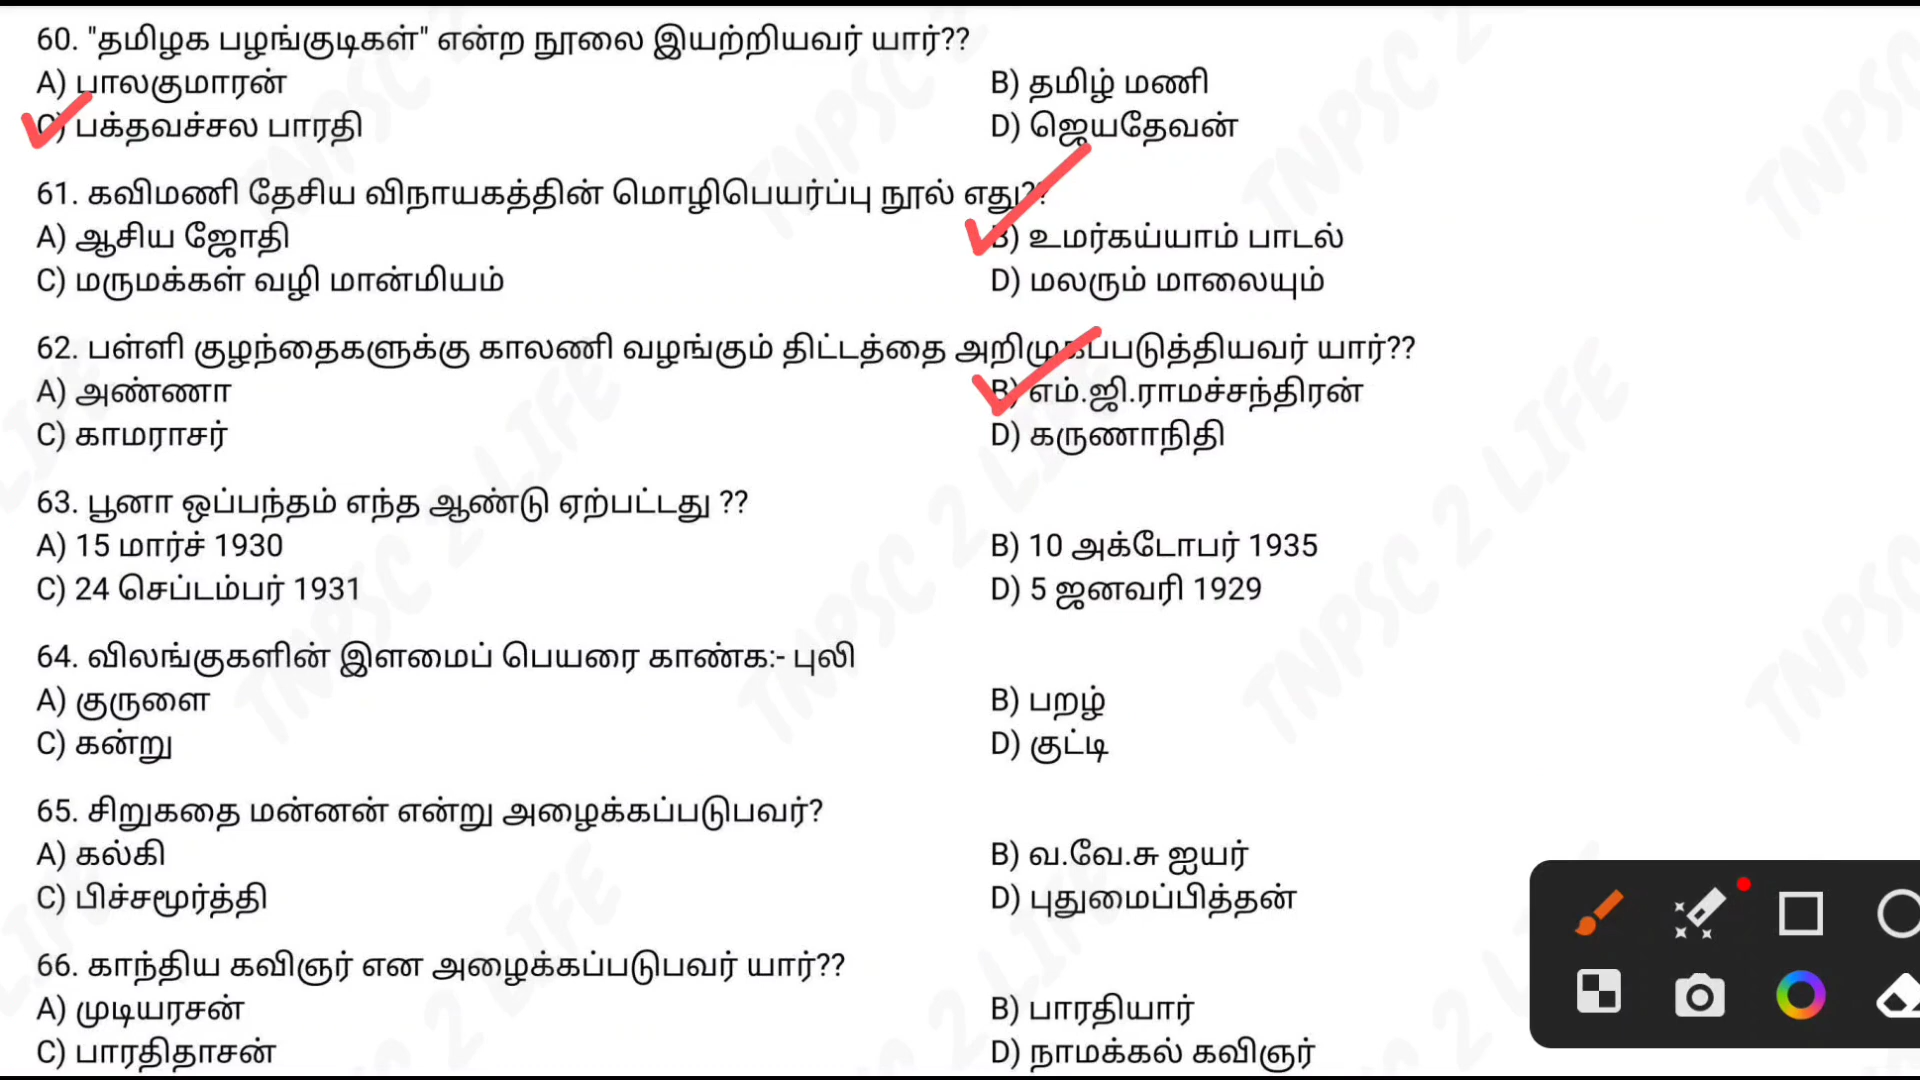 60. "தமிழக பழங்குடிகள்" என்ற நூலை இயற்றியவர் யார்??
A) பாலகுமாரன் B) தமிழ் மணி
C) பக்தவச்சல பாரதி D) ஜெயதேவன்
61. கவிமணி தேசிய விநாயகத்தின் மொழிபெயர்ப்பு நூல் எது??
A) ஆசிய ஜோதி B) உமர்கய்யாம் பாடல்
C) மருமக்கள் வழி மான்மியம் D) மலரும் மாலையும்
62. பள்ளி குழந்தைகளுக்கு காலணி வழங்கும் திட்டத்தை அறிமுகப்படுத்தியவர் யார்??
A) அண்ணா B) எம்.ஜி.ராமச்சந்திரன்
C) காமராசர் D) கருணாநிதி
63. பூனா ஒப்பந்தம் எந்த ஆண்டு ஏற்பட்டது ??
A) 15 மார்ச் 1930 B) 10 அக்டோபர் 1935
C) 24 செப்டம்பர் 1931 D) 5 ஜனவரி 1929
64. விலங்குகளின் இளமைப் பெயரை காண்க:- புலி
A) குருளை B) பறழ்
C) கன்று D) குட்டி
65. சிறுகதை மன்னன் என்று அழைக்கப்படுபவர்?
A) கல்கி B) வ.வே.சு ஐயர்
C) பிச்சமூர்த்தி D) புதுமைப்பித்தன்
66. காந்திய கவிஞர் என அழைக்கப்படுபவர் யார்??
A) முடியரசன் B) பாரதியார்
C) பாரதிதாசன் D) நாமக்கல் கவிஞர்
TNPSC 2 LIFE